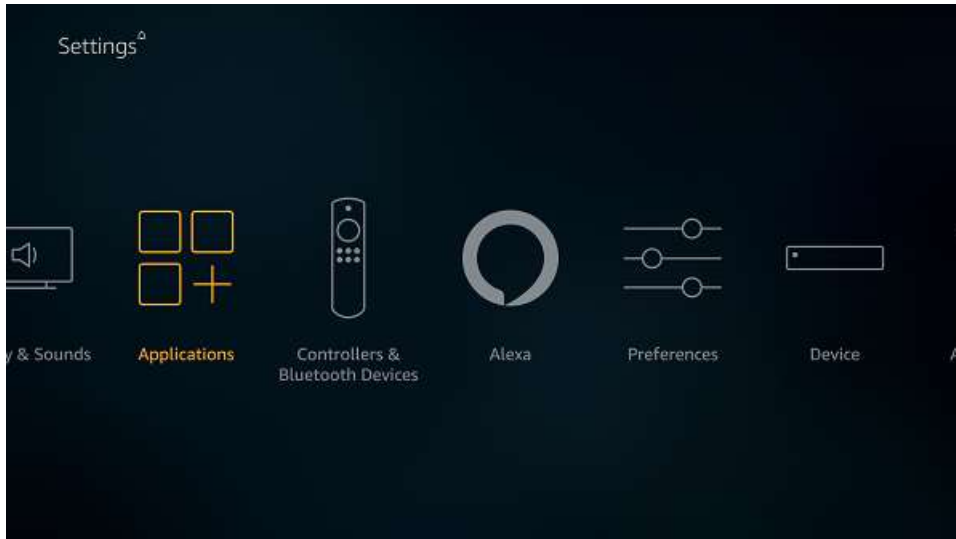 Settings
y & Sounds
Applications
Controllers &
Bluetooth Devices
Alexa
Preferences
Device